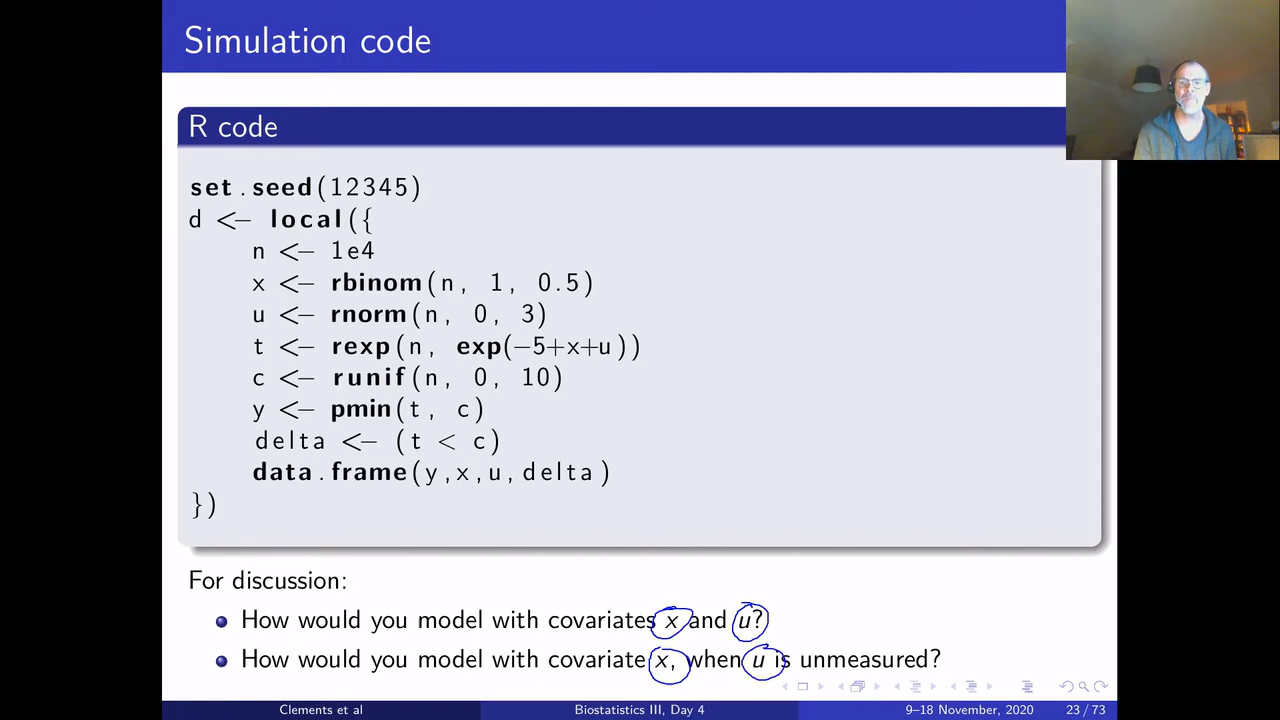 Simulation code
R code
set.seed(12345)
d <- local({
n <- 1e4
x <- rbinom(n, 1, 0.5)
u <- rnorm(n, 0, 3)
t <- rexp(n, exp(-5+x+u))
c <- runif(n, 0, 10)
y <- pmin(t, c)
delta <- (t < c)
data.frame(y,x,u,delta)
})
For discussion:
How would you model with covariates x and u?
How would you model with covariate x, when u is unmeasured?
Clements et al Biostatistics III, Day 4 9–18 November, 2020 23 / 73